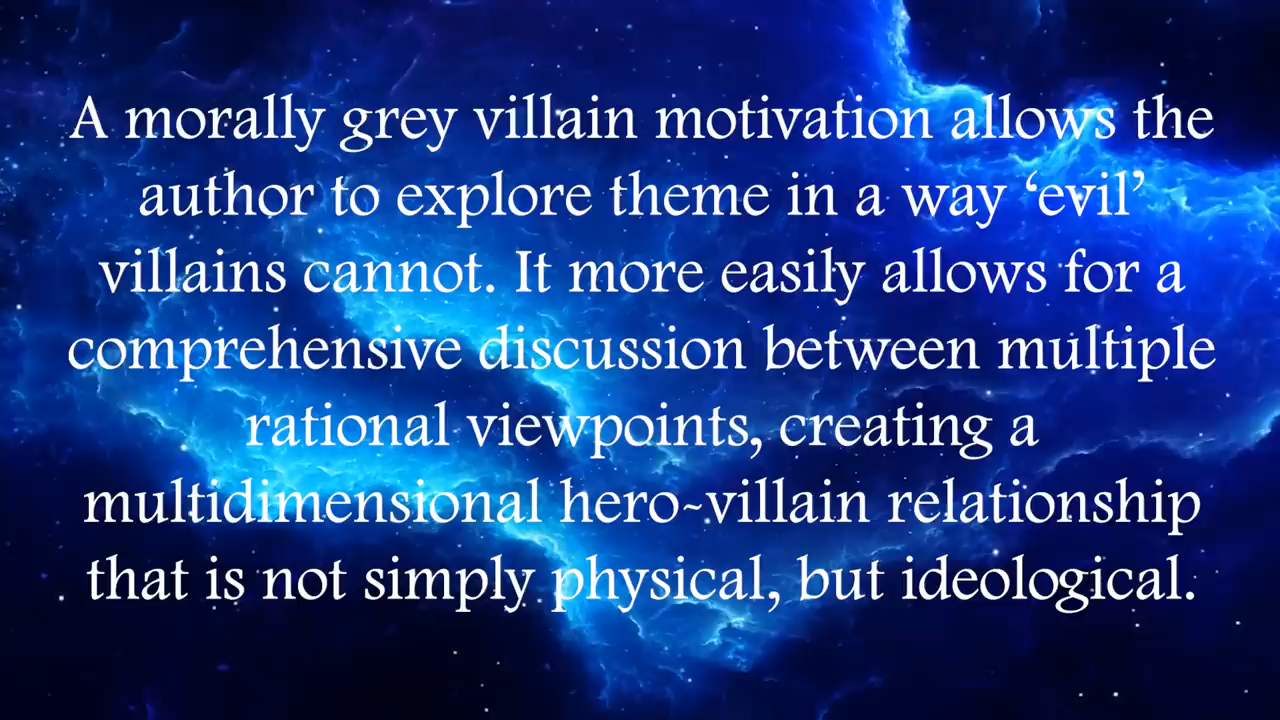 A morally grey villain motivation allows the
author to explore theme in a way ‘evil’
villains cannot. It more easily allows for a
comprehensive discussion between multiple
rational viewpoints, creating a
multidimensional hero-villain relationship
that is not simply physical, but ideological.